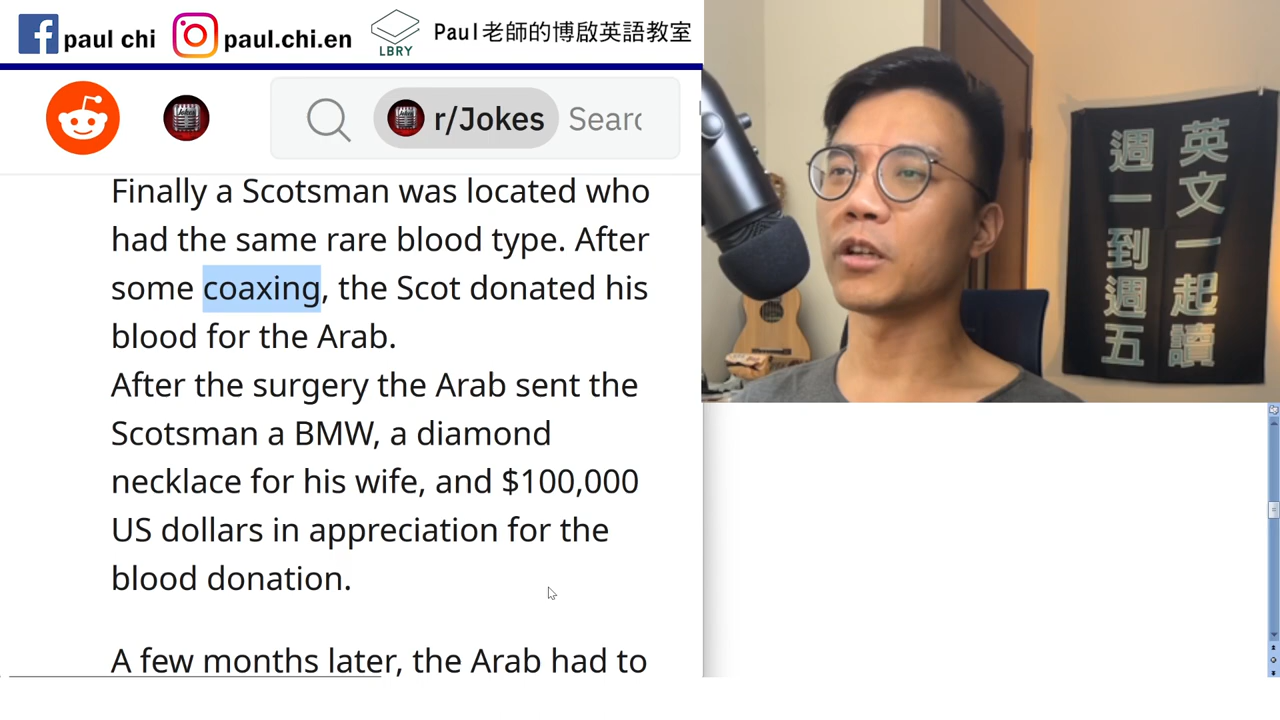 paul chi
paul.chi.en
LBRY
Paul老師的博啟英語教室
r/Jokes
Searc
Finally a Scotsman was located who
had the same rare blood type. After
some coaxing, the Scot donated his
blood for the Arab.
After the surgery the Arab sent the
Scotsman a BMW, a diamond
necklace for his wife, and $100,000
US dollars in appreciation for the
blood donation.
A few months later, the Arab had to
英文一起讀
週一到週五